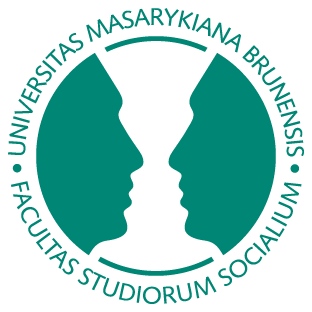 UNIVERSITAS MASARYKIANA BRUNENSIS
• FACULTAS STUDIORUM SOCIALIUM •